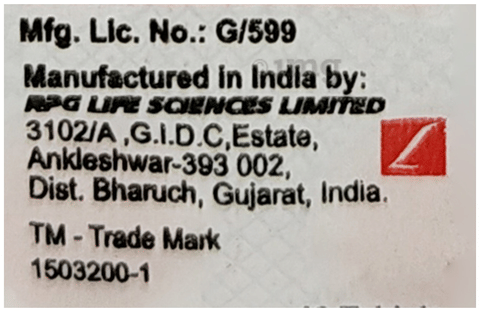 Mfg. Lic. No.: G/599
Manufactured in India by:
RPG LIFE SCIENCES LIMITED
3102/A ,G.I.D.C,Estate,
Ankleshwar-393 002,
Dist. Bharuch, Gujarat, India.
TM - Trade Mark
1503200-1